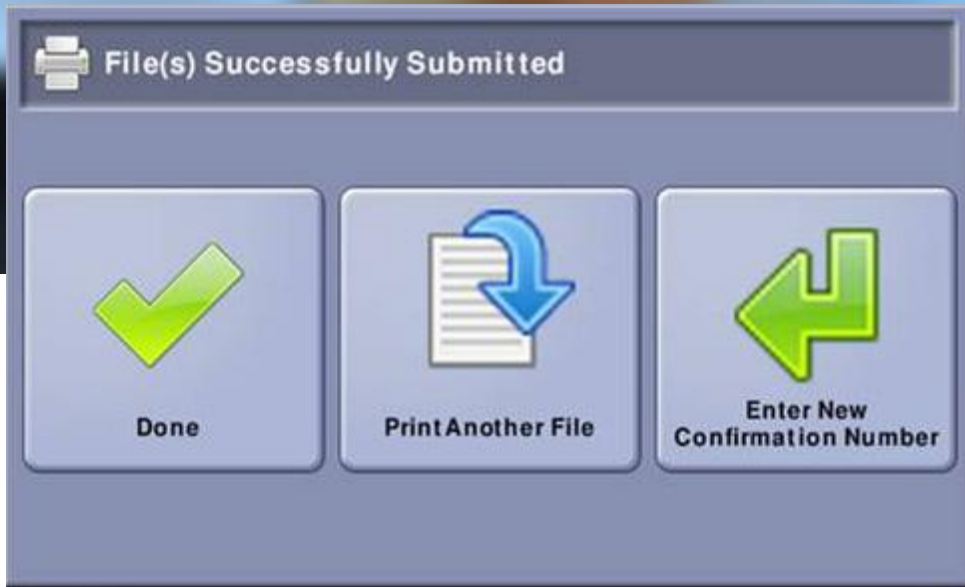 File(s) Successfully Submitted
Done
Print Another File
Enter New
Confirmation Number